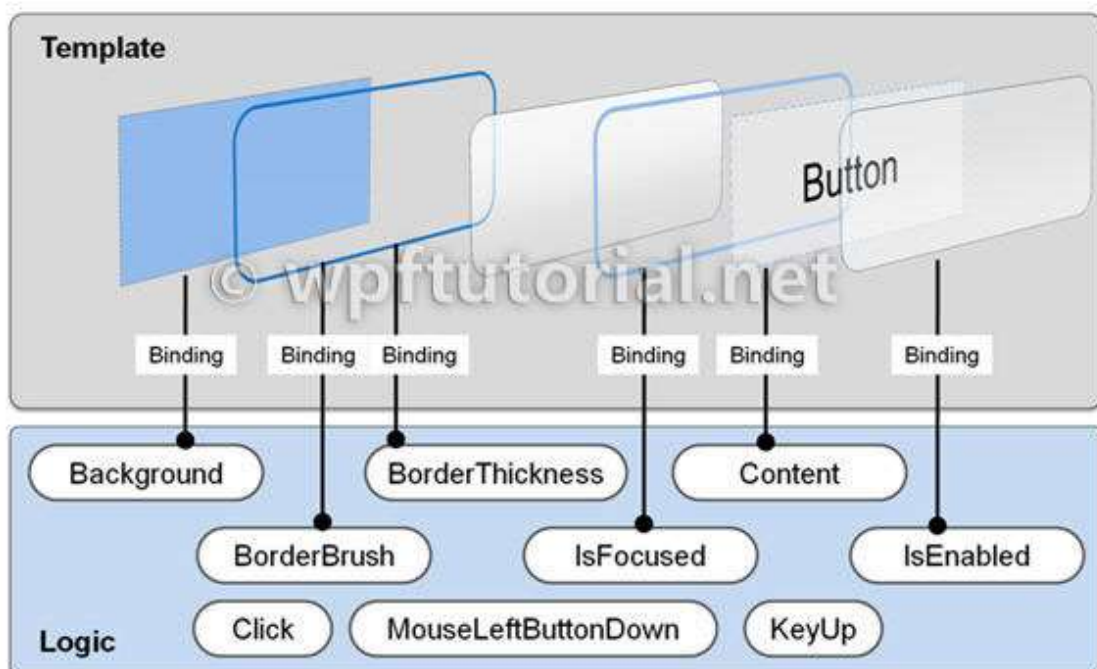 Template
Button
© wpftutorial.net
Binding Binding Binding Binding Binding Binding
Background BorderThickness Content
BorderBrush IsFocused IsEnabled
Click MouseLeftButtonDown KeyUp
Logic